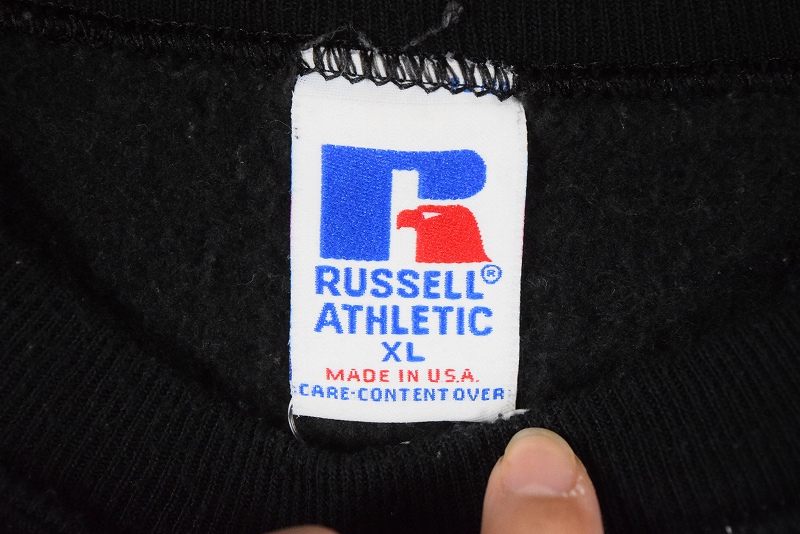 RUSSELL®
ATHLETIC
XL
MADE IN U.S.A.
CARE-CONTENT OVER